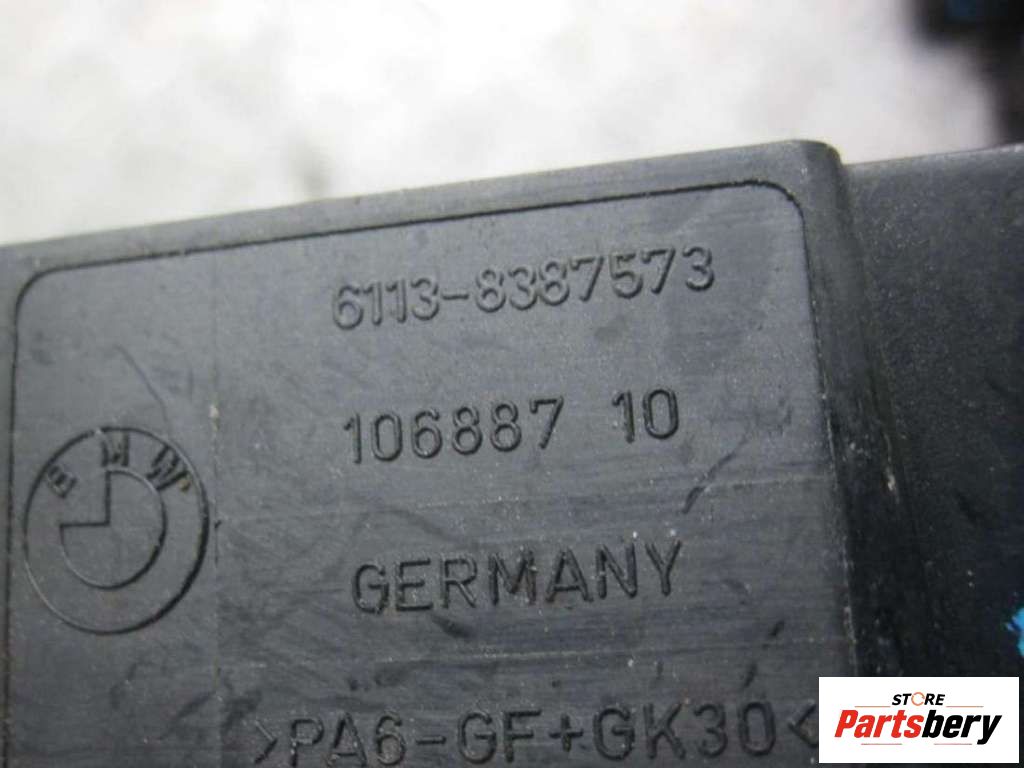 6113-8387573
106887 10
BMW
GERMANY
>PA6-GF+GK30<
STORE
Partsbery